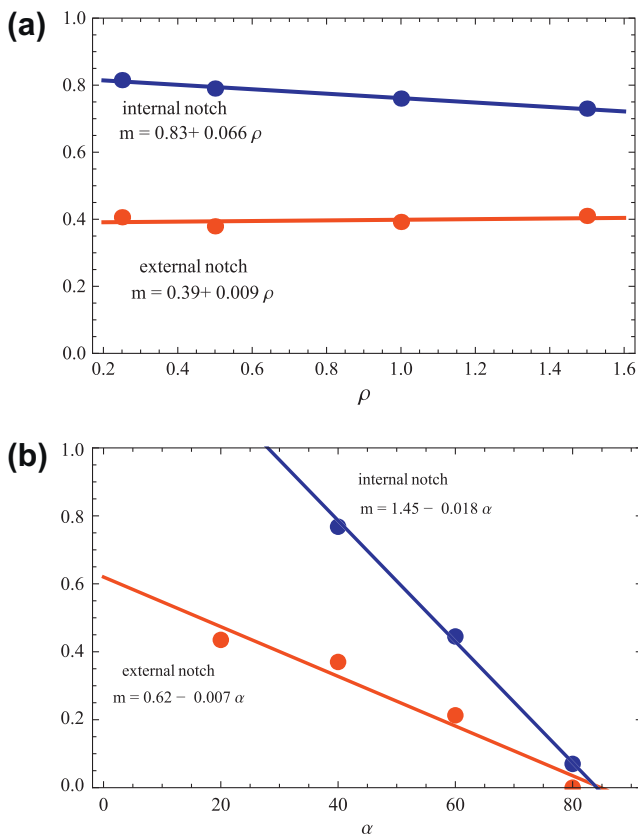 (a)
1.0
0.8
internal notch
m = 0.83+ 0.066 ρ
0.6
0.4
external notch
m = 0.39+ 0.009 ρ
0.2
0.0
0.2 0.4 0.6 0.8 1.0 1.2 1.4 1.6
ρ
(b)
1.0
internal notch
m = 1.45 − 0.018 α
0.8
0.6
0.4
external notch
m = 0.62 − 0.007 α
0.2
0.0
0 20 40 60 80
α